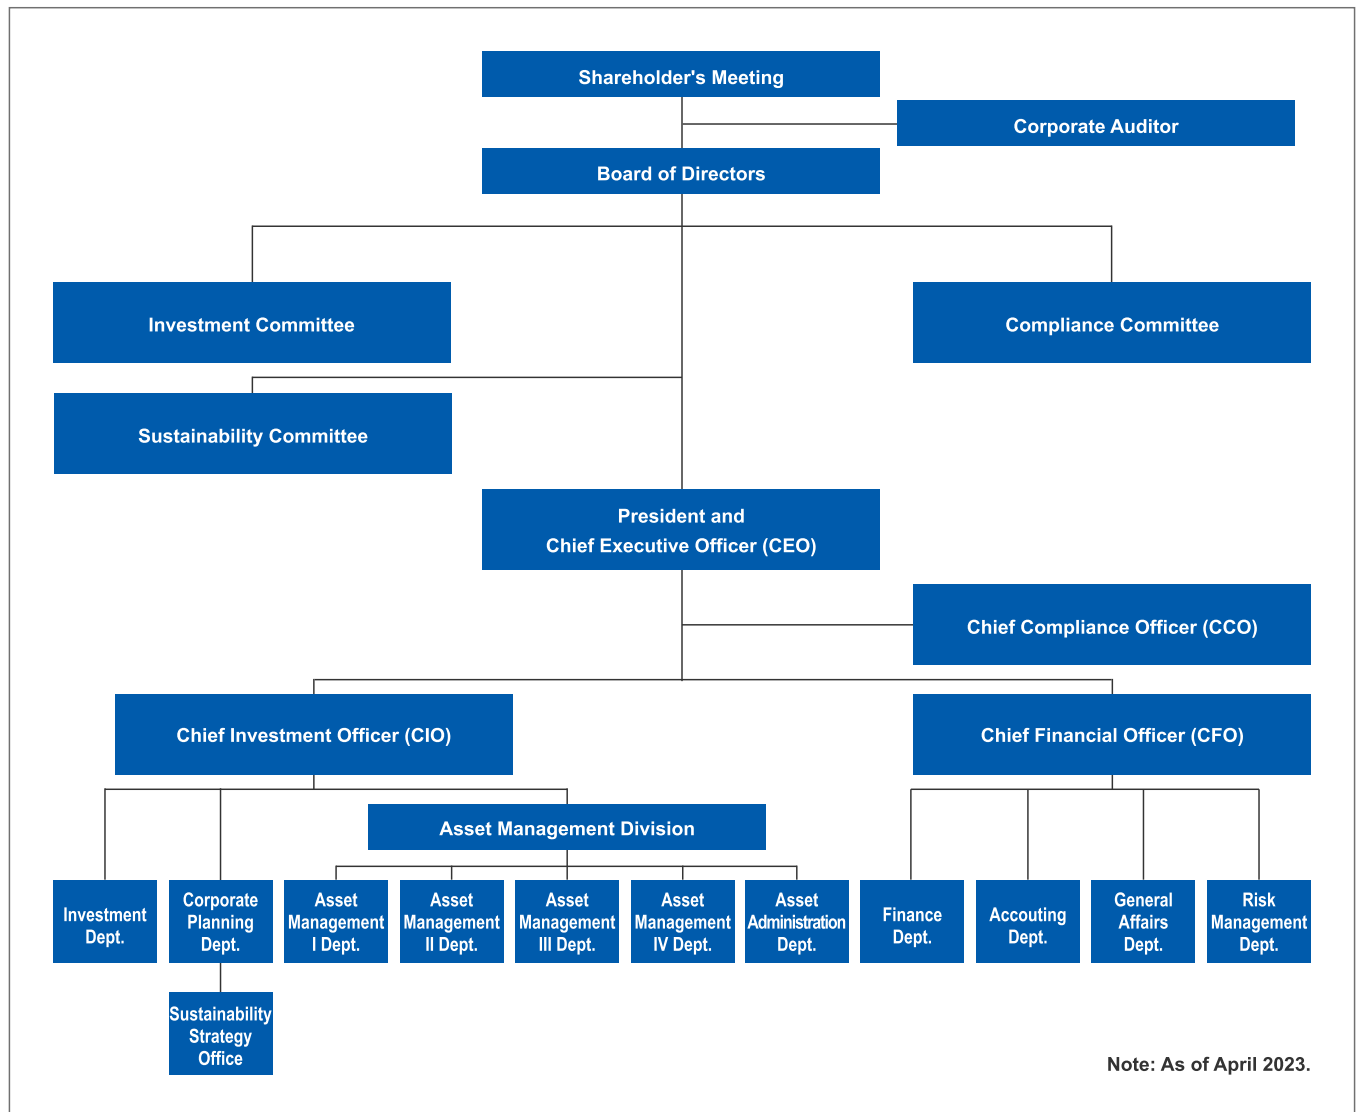 Shareholder's Meeting
Corporate Auditor
Board of Directors
Investment Committee
Compliance Committee
Sustainability Committee
President and
Chief Executive Officer (CEO)
Chief Compliance Officer (CCO)
Chief Investment Officer (CIO)
Chief Financial Officer (CFO)
Asset Management Division
Investment
Dept.
Corporate
Planning
Dept.
Asset
Management
I Dept.
Asset
Management
II Dept.
Asset
Management
III Dept.
Asset
Management
IV Dept.
Asset
Administration
Dept.
Finance
Dept.
Accouting
Dept.
General
Affairs
Dept.
Risk
Management
Dept.
Sustainability
Strategy
Office
Note: As of April 2023.